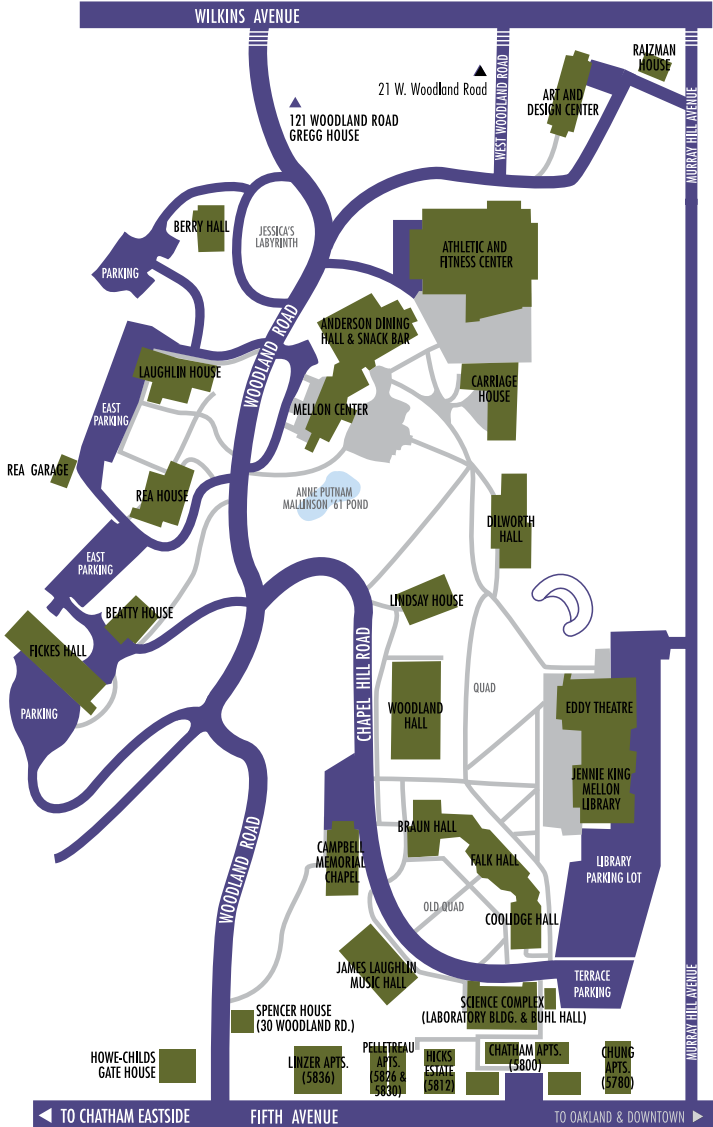 WILKINS AVENUE
RAIZMAN
HOUSE
21 W. Woodland Road
ART AND
DESIGN CENTER
WEST WOODLAND ROAD
MURRAY HILL AVENUE
121 WOODLAND ROAD
GREGG HOUSE
BERRY HALL
JESSICA'S
LABYRINTH
ATHLETIC AND
FITNESS CENTER
PARKING
WOODLAND ROAD
ANDERSON DINING
HALL & SNACK BAR
LAUGHLIN HOUSE
CARRIAGE
HOUSE
MELLON CENTER
EAST
PARKING
REA GARAGE
REA HOUSE
ANNE PUTNAM
MALLINSON '61 POND
DILWORTH
HALL
EAST
PARKING
LINDSAY HOUSE
BEATTY HOUSE
FICKES HALL
CHAPEL HILL ROAD
QUAD
WOODLAND
HALL
EDDY THEATRE
PARKING
JENNIE KING
MELLON
LIBRARY
BRAUN HALL
WOODLAND ROAD
CAMPBELL
MEMORIAL
CHAPEL
FALK HALL
LIBRARY
PARKING LOT
OLD QUAD
COOLIDGE HALL
JAMES LAUGHLIN
MUSIC HALL
TERRACE
PARKING
MURRAY HILL AVENUE
SCIENCE COMPLEX
(LABORATORY BLDG. & BUHL HALL)
SPENCER HOUSE
(30 WOODLAND RD.)
HOWE-CHILDS
GATE HOUSE
LINZER APTS.
(5836)
PELLETREAU
APTS.
(5826 &
5830)
HICKS
ESTATE
(5812)
CHATHAM APTS.
(5800)
CHUNG
APTS.
(5780)
TO CHATHAM EASTSIDE
FIFTH AVENUE
TO OAKLAND & DOWNTOWN